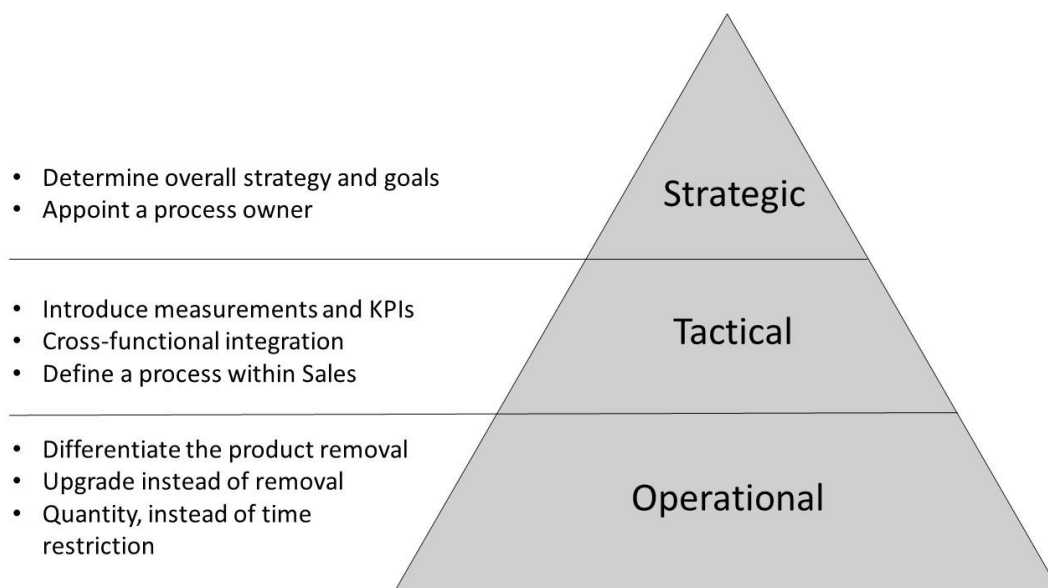 • Determine overall strategy and goals
• Appoint a process owner
Strategic
• Introduce measurements and KPIs
• Cross-functional integration
• Define a process within Sales
Tactical
• Differentiate the product removal
• Upgrade instead of removal
• Quantity, instead of time
restriction
Operational